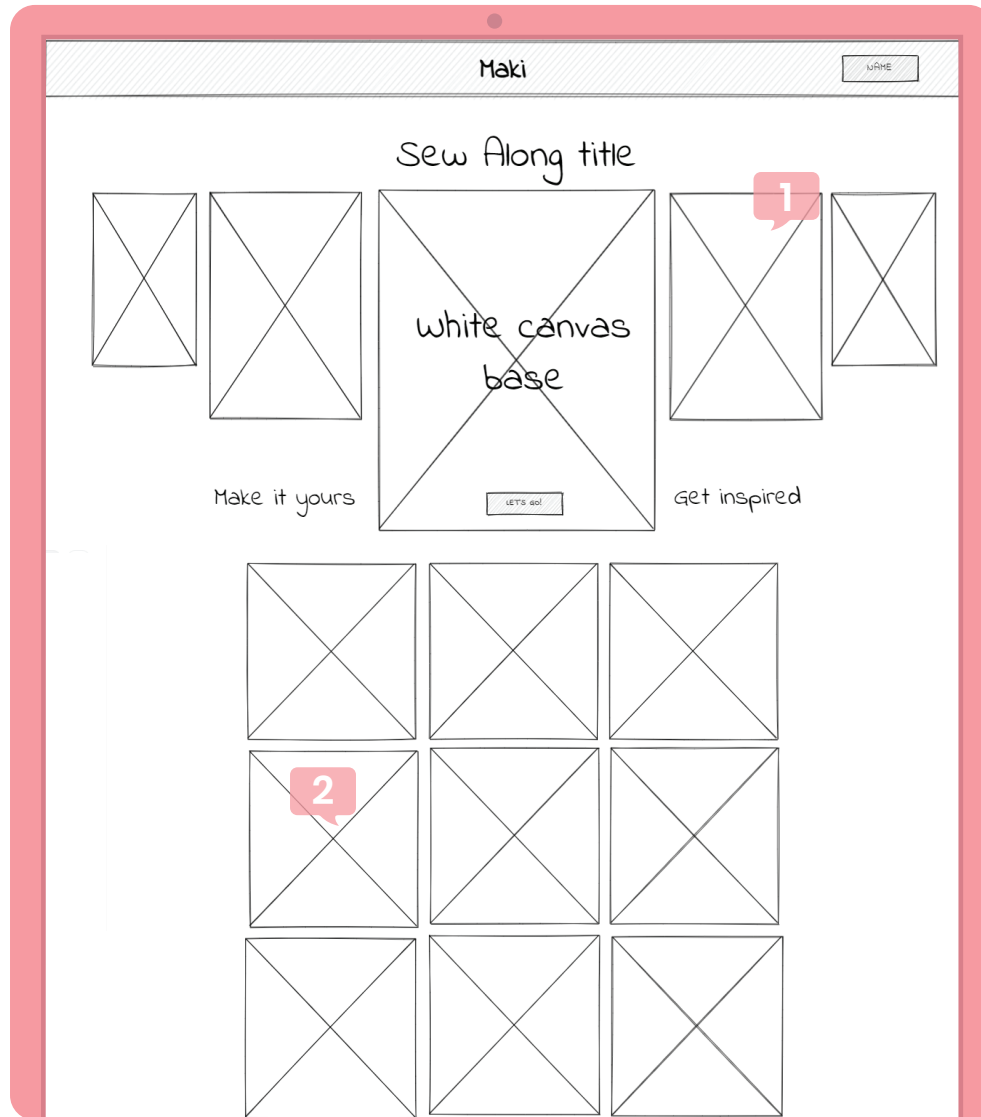 Maki
NAME
Sew Along title
1
white canvas
base
LET'S GO!
Make it yours
Get inspired
2